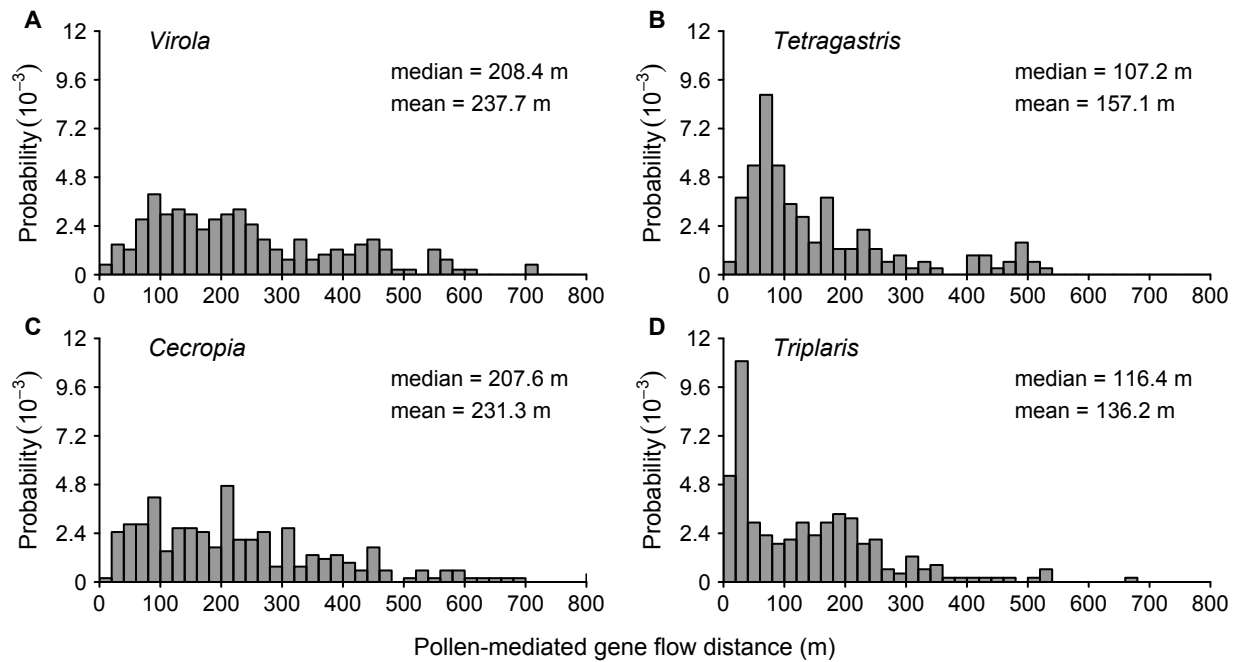 A
Virola
median = 208.4 m
mean = 237.7 m
Probability (10⁻³)
12
9.6
7.2
4.8
2.4
0
0 100 200 300 400 500 600 700 800
B
Tetragastris
median = 107.2 m
mean = 157.1 m
Probability (10⁻³)
12
9.6
7.2
4.8
2.4
0
0 100 200 300 400 500 600 700 800
C
Cecropia
median = 207.6 m
mean = 231.3 m
Probability (10⁻³)
12
9.6
7.2
4.8
2.4
0
0 100 200 300 400 500 600 700 800
D
Triplaris
median = 116.4 m
mean = 136.2 m
Probability (10⁻³)
12
9.6
7.2
4.8
2.4
0
0 100 200 300 400 500 600 700 800
Pollen-mediated gene flow distance (m)